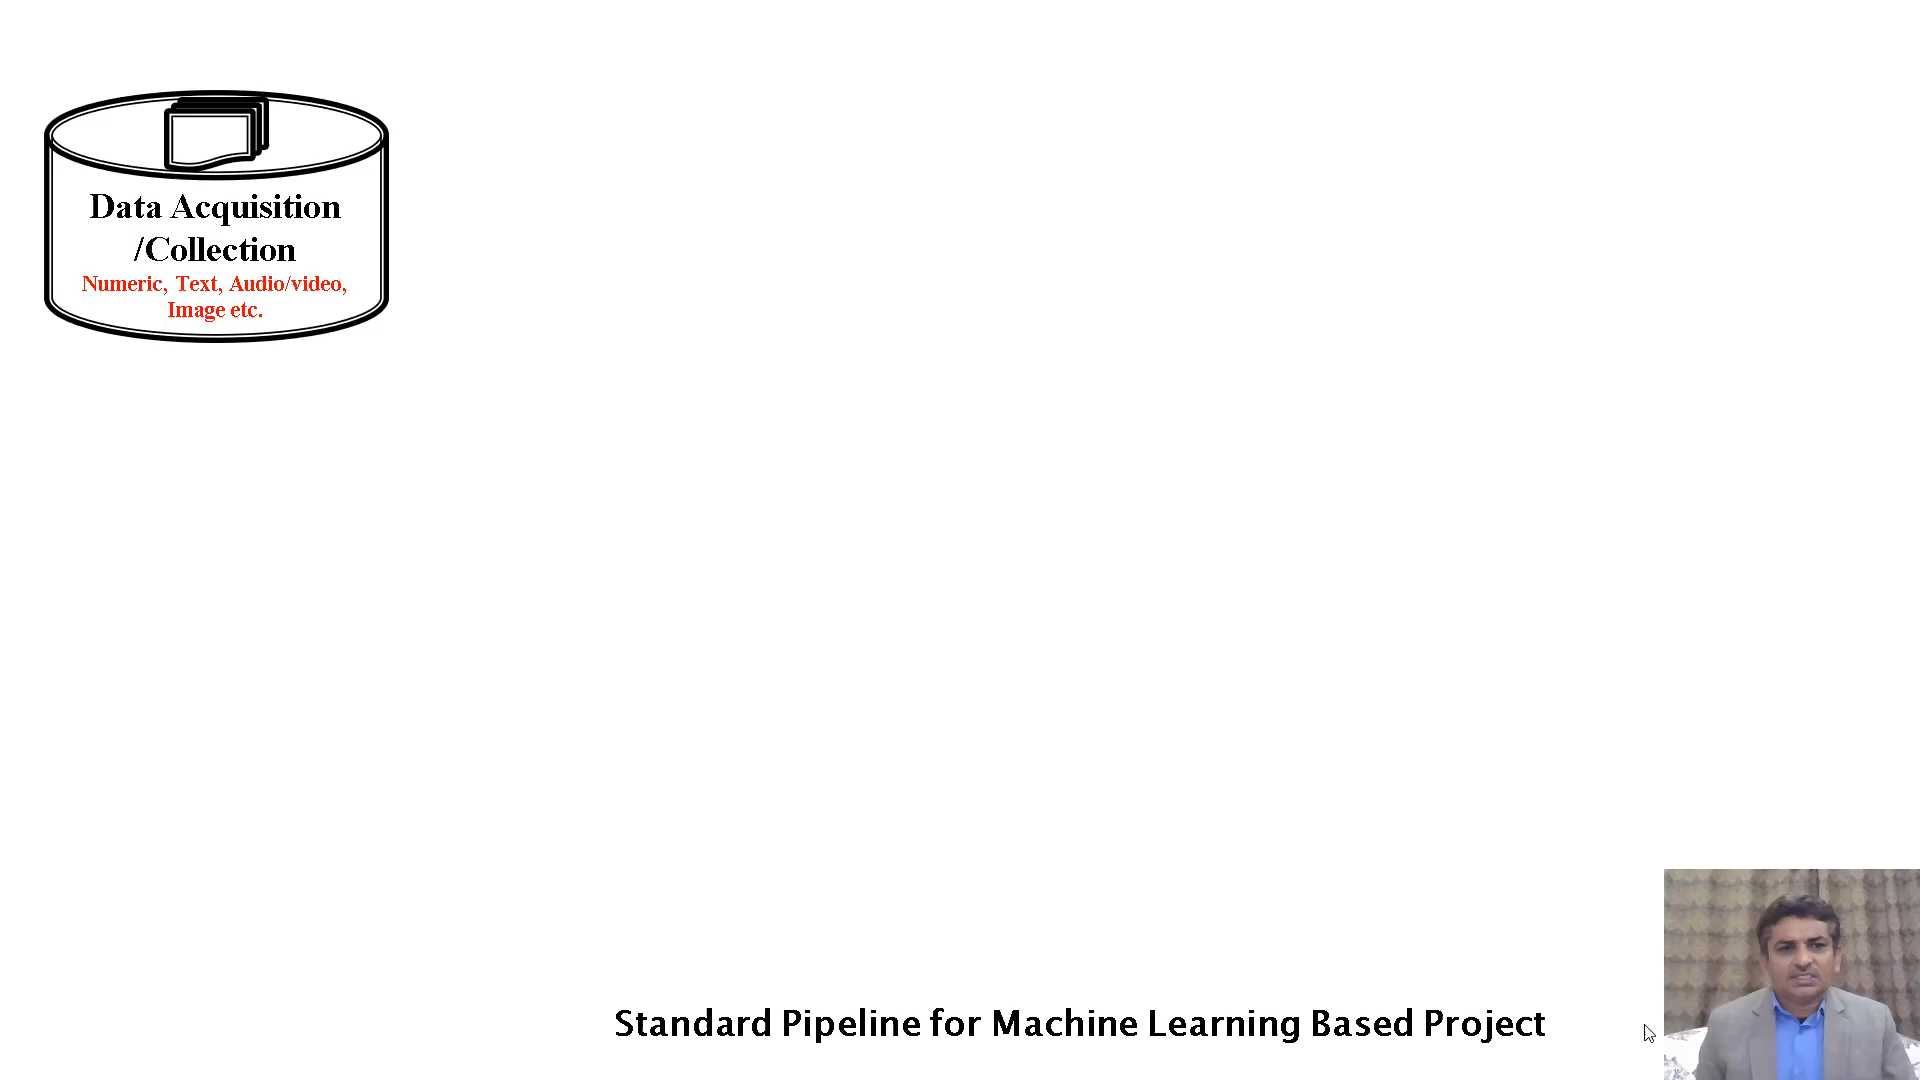 Data Acquisition
/Collection
Numeric, Text, Audio/video,
Image etc.
Standard Pipeline for Machine Learning Based Project